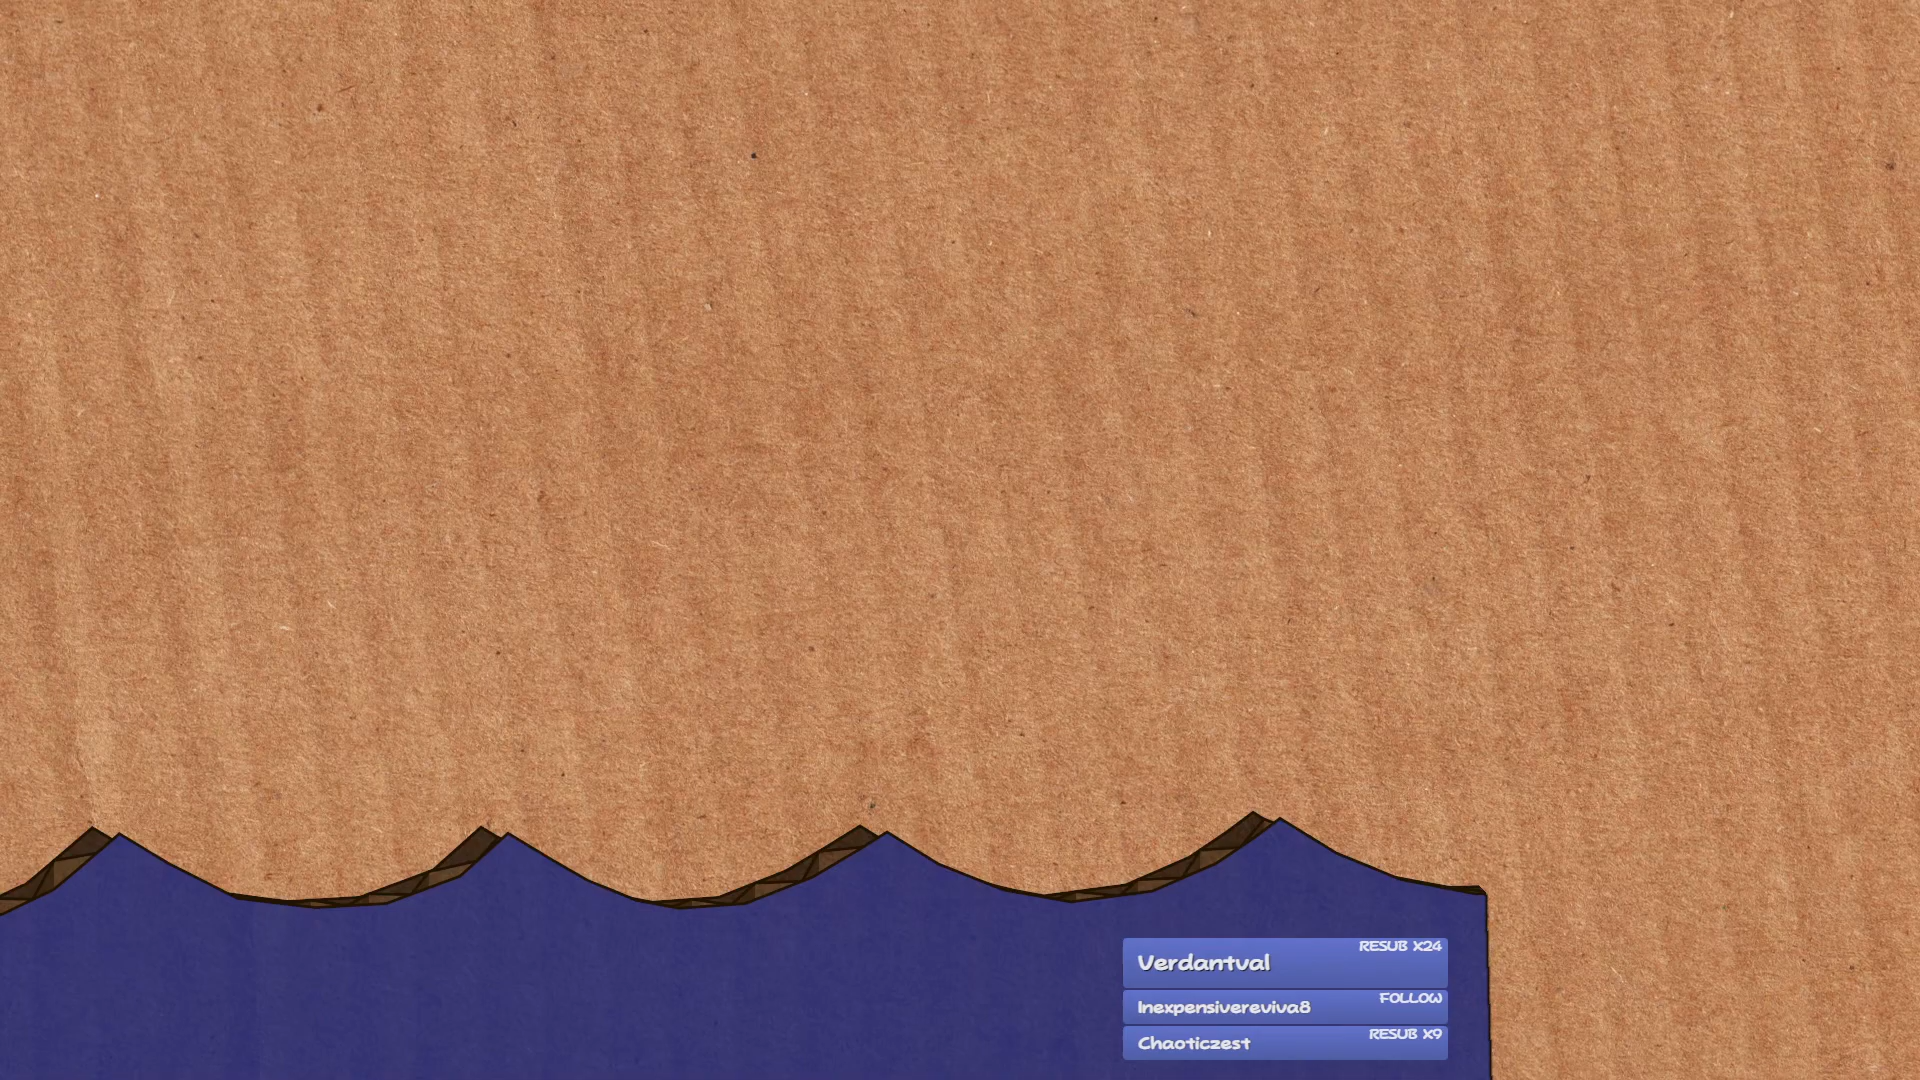 RESUB X24
Verdantval
FOLLOW
Inexpensivereviva8
RESUB X9
Chaoticzest